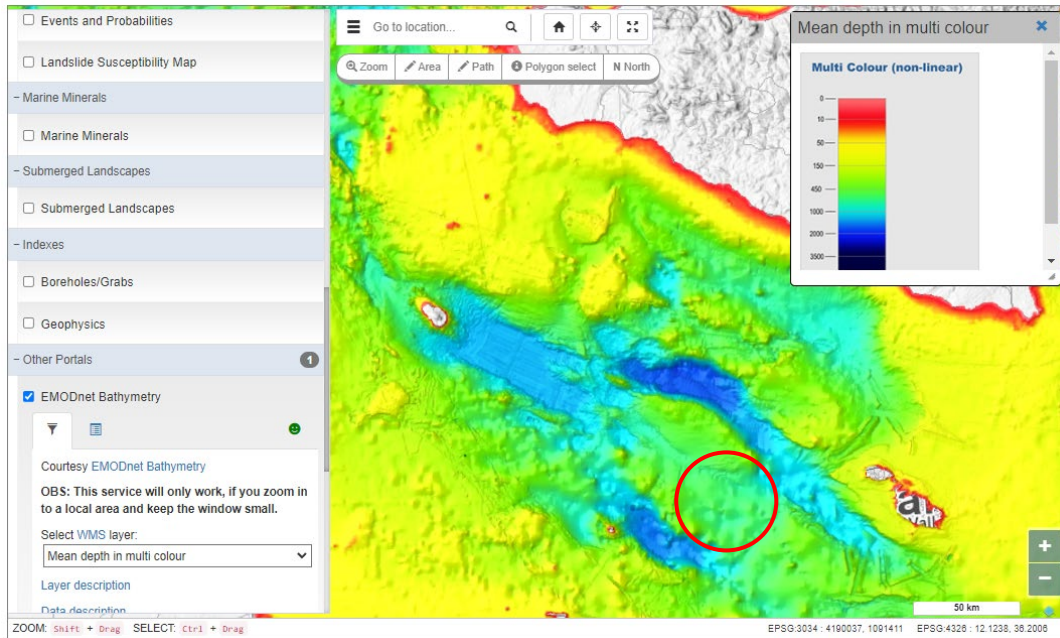 Events and Probabilities
Landslide Susceptibility Map
− Marine Minerals
Marine Minerals
− Submerged Landscapes
Submerged Landscapes
− Indexes
Boreholes/Grabs
Geophysics
− Other Portals 1
EMODnet Bathymetry
Courtesy EMODnet Bathymetry
OBS: This service will only work, if you zoom in
to a local area and keep the window small.
Select WMS layer:
Mean depth in multi colour
Layer description
Data description
Go to location...
Zoom Area Path Polygon select N North
Mean depth in multi colour ×
Multi Colour (non-linear)
0
10
50
150
450
1000
2000
3500
+
−
50 km
ZOOM: Shift + Drag SELECT: Ctrl + Drag
EPSG:3034 : 4190037, 1091411 EPSG:4326 : 12.1238, 36.2006